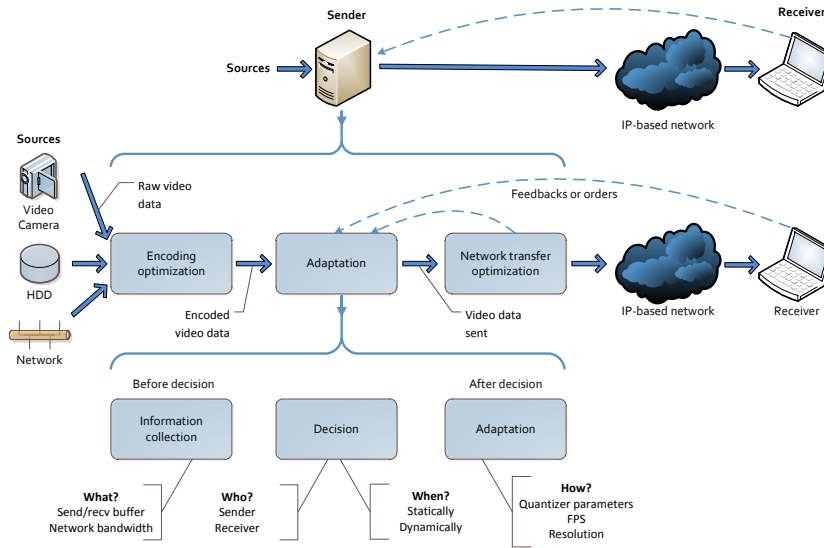 Sender
Receiver
Sources
IP-based network
Sources
Raw video
data
Feedbacks or orders
Video
Camera
Encoding
optimization
Adaptation
Network transfer
optimization
HDD
Encoded
video data
Video data
sent
IP-based network
Receiver
Network
Before decision
After decision
Information
collection
Decision
Adaptation
What?
Send/recv buffer
Network bandwidth
Who?
Sender
Receiver
When?
Statically
Dynamically
How?
Quantizer parameters
FPS
Resolution